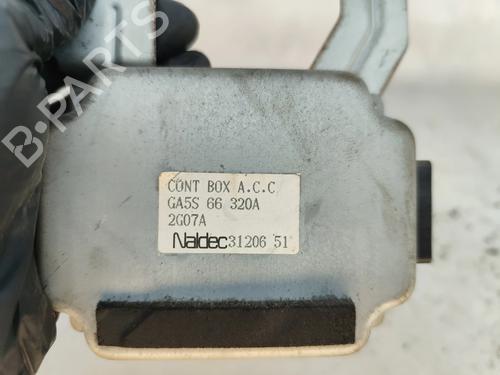 CONT BOX A.C.C
GA5S 66 320A
2G07A
Naldec 31206 51
B-PARTS